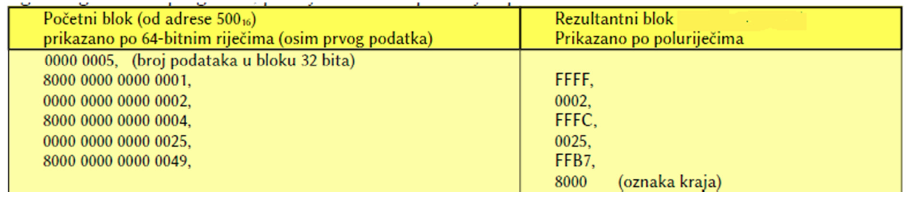 Početni blok (od adrese 500₁₆)
prikazano po 64-bitnim riječima (osim prvog podatka)
Rezultantni blok
Prikazano po poluriječima
0000 0005, (broj podataka u bloku 32 bita)
8000 0000 0000 0001,
0000 0000 0000 0002,
8000 0000 0000 0004,
0000 0000 0000 0025,
8000 0000 0000 0049,
FFFF,
0002,
FFFC,
0025,
FFB7,
8000 (oznaka kraja)